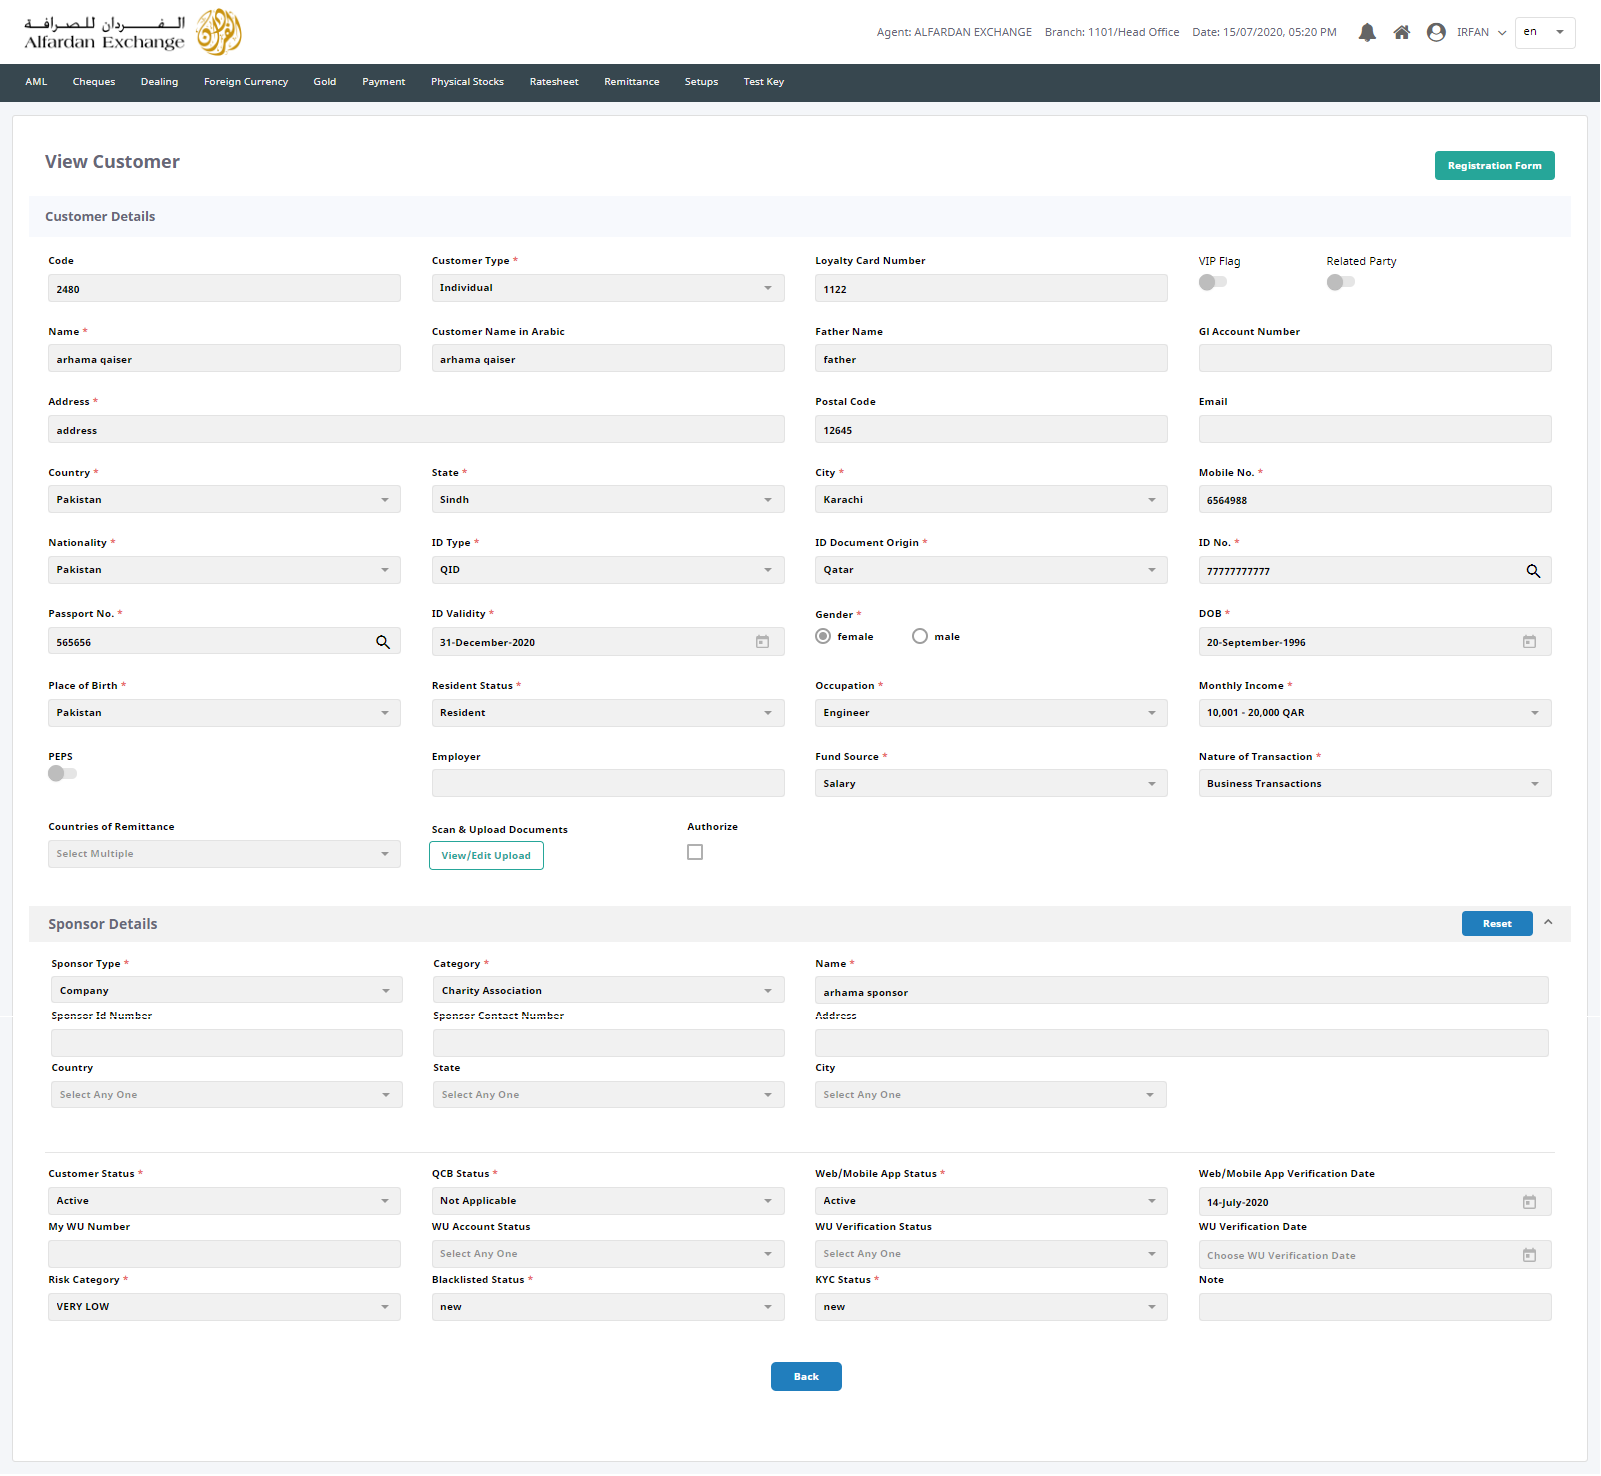 الـفـــردان للصـرافـة
Alfardan Exchange
Agent: ALFARDAN EXCHANGE Branch: 1101/Head Office Date: 15/07/2020, 05:20 PM IRFAN en
AML Cheques Dealing Foreign Currency Gold Payment Physical Stocks Ratesheet Remittance Setups Test Key
View Customer
Registration Form
Customer Details
Code Customer Type * Loyalty Card Number VIP Flag Related Party
2480 Individual 1122
Name * Customer Name in Arabic Father Name Gl Account Number
arhama qaiser arhama qaiser father
Address * Postal Code Email
address 12645
Country * State * City * Mobile No. *
Pakistan Sindh Karachi 6564988
Nationality * ID Type * ID Document Origin * ID No. *
Pakistan QID Qatar 77777777777
Passport No. * ID Validity * Gender * DOB *
565656 31-December-2020 female male 20-September-1996
Place of Birth * Resident Status * Occupation * Monthly Income *
Pakistan Resident Engineer 10,001 - 20,000 QAR
PEPS Employer Fund Source * Nature of Transaction *
Salary Business Transactions
Countries of Remittance Scan & Upload Documents Authorize
Select Multiple View/Edit Upload
Sponsor Details Reset
Sponsor Type * Category * Name *
Company Charity Association arhama sponsor
Sponsor Id Number Sponsor Contact Number Address
Country State City
Select Any One Select Any One Select Any One
Customer Status * QCB Status * Web/Mobile App Status * Web/Mobile App Verification Date
Active Not Applicable Active 14-July-2020
My WU Number WU Account Status WU Verification Status WU Verification Date
Select Any One Select Any One Choose WU Verification Date
Risk Category * Blacklisted Status * KYC Status * Note
VERY LOW new new
Back